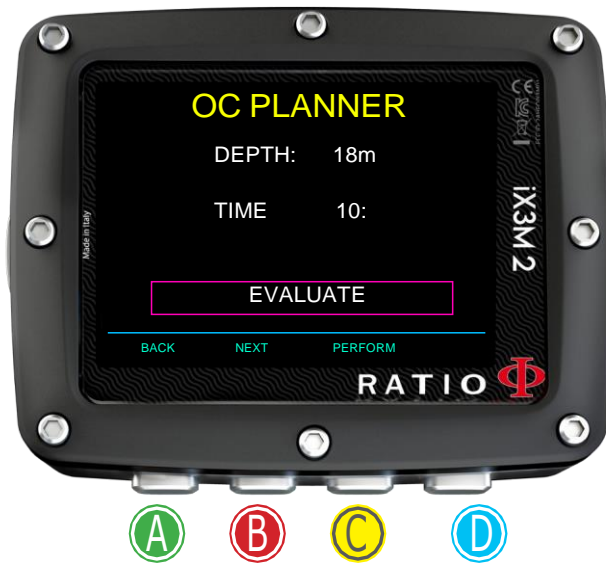 OC PLANNER
DEPTH: 18m
TIME 10:
EVALUATE
BACK NEXT PERFORM
Made in Italy
iX3M 2
RATIO
A B C D